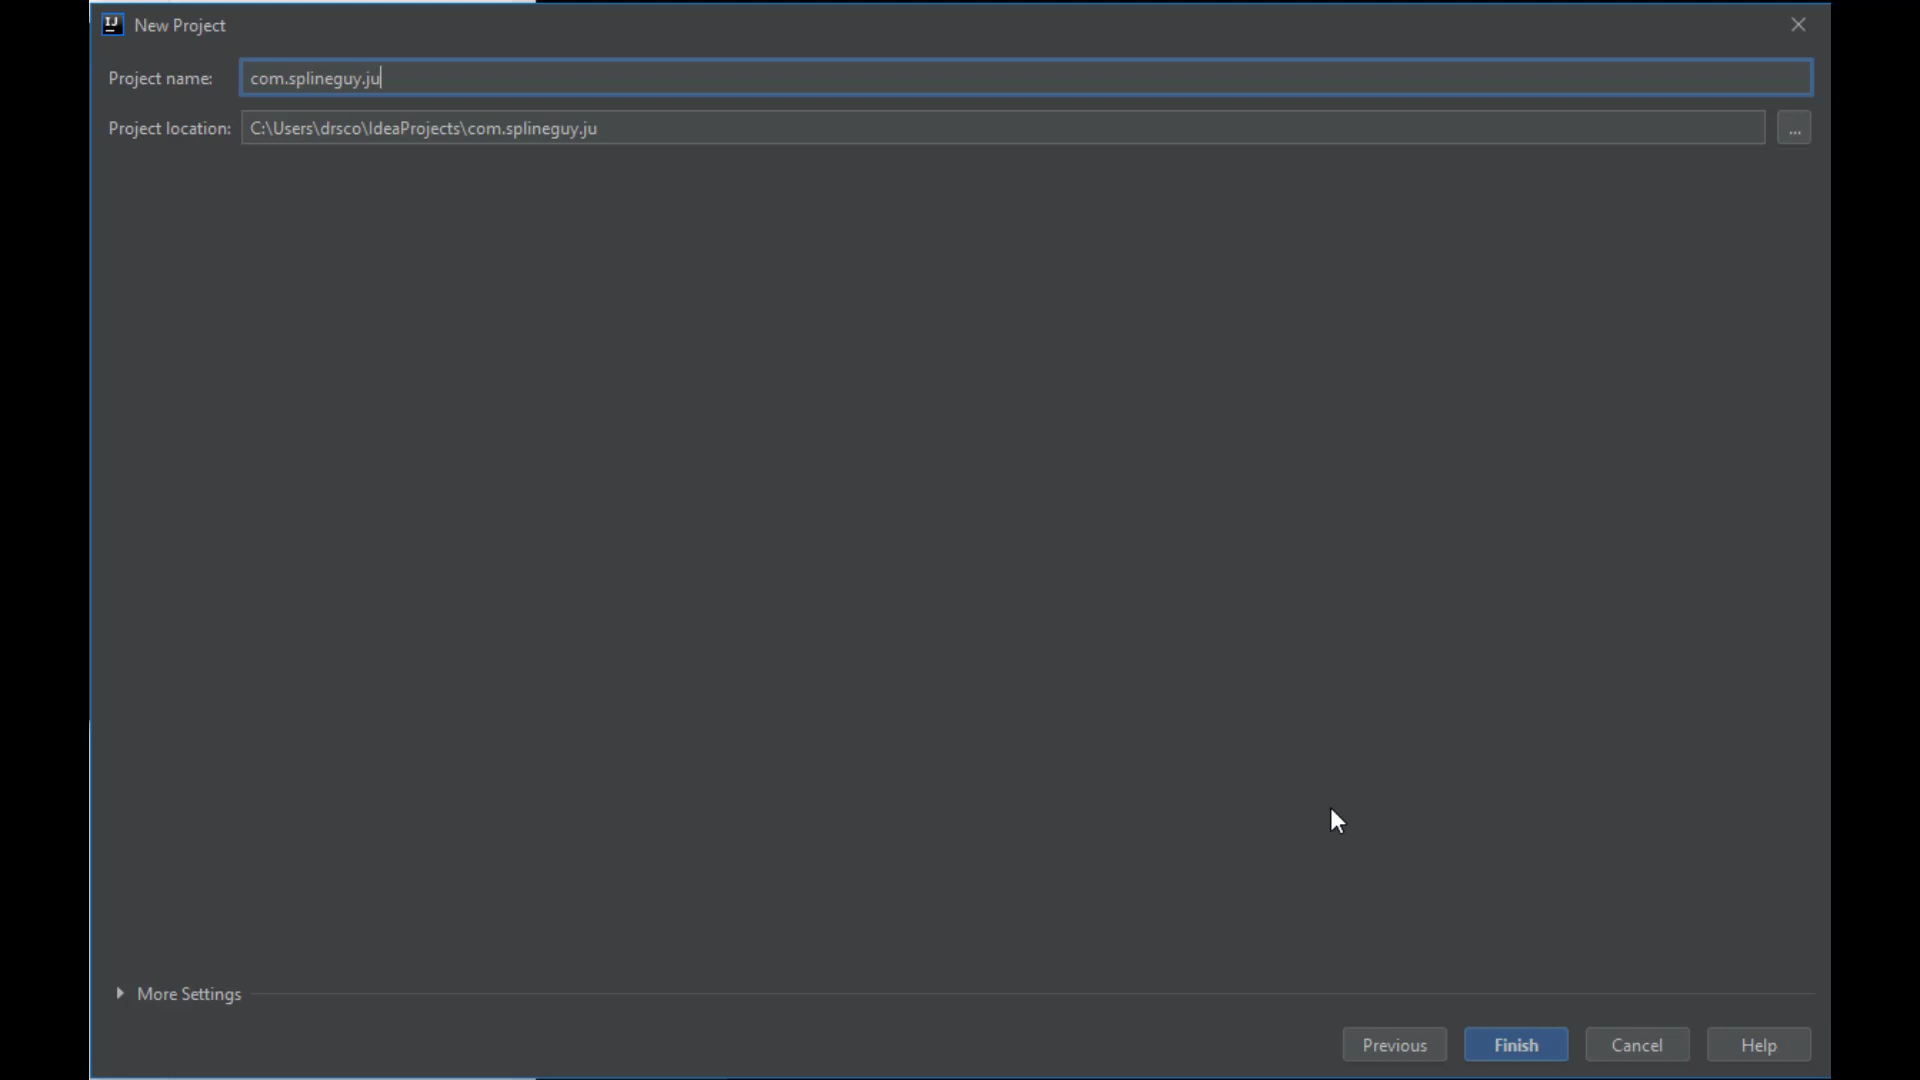 IJ New Project
Project name: com.splineguy.ju
Project location: C:\Users\drsco\IdeaProjects\com.splineguy.ju ...
More Settings
Previous Finish Cancel Help